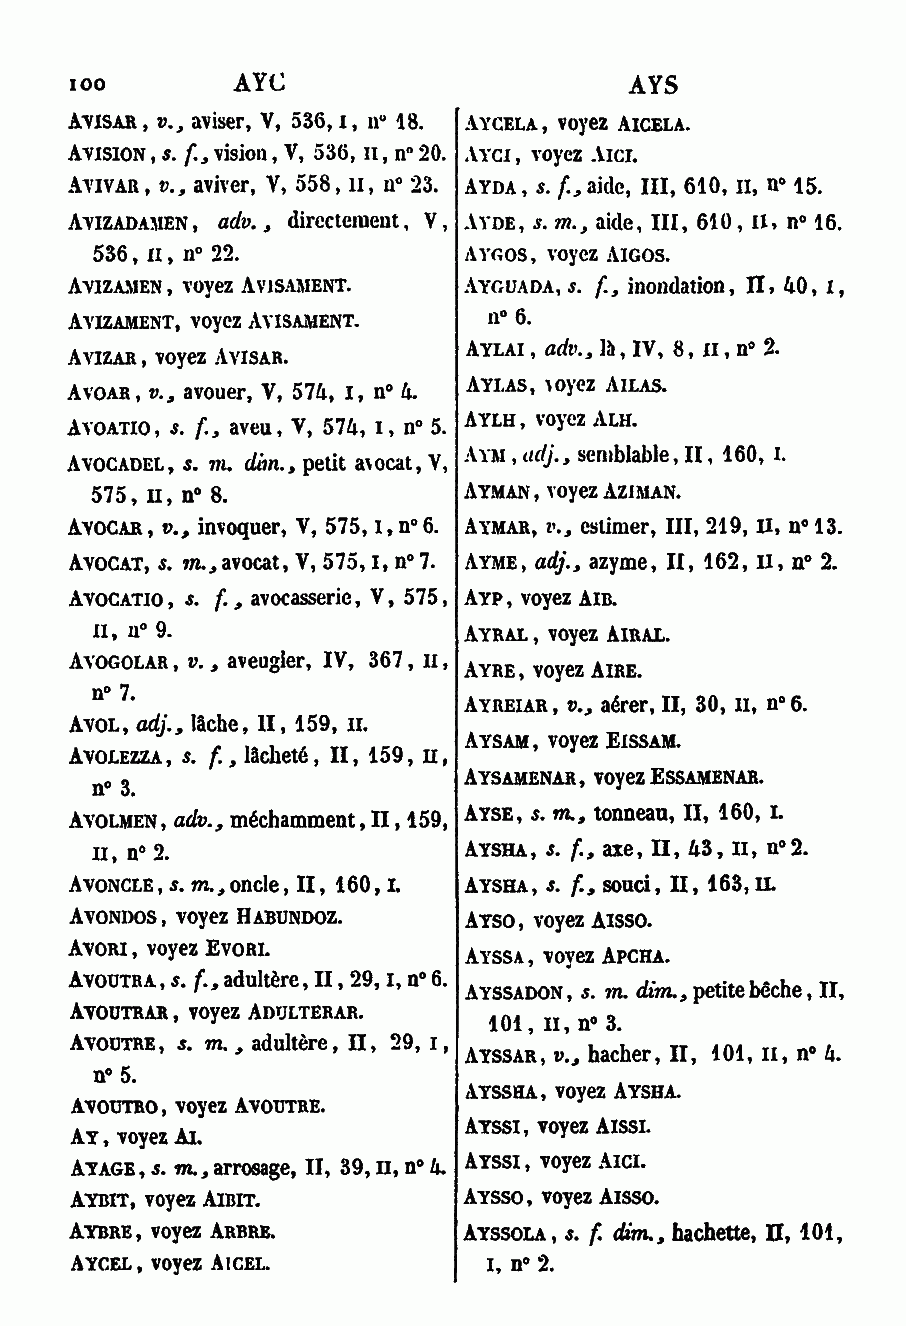 100 AYC AYS
AVISAR, v., aviser, V, 536, I, n° 18.
AVISION, s. f., vision, V, 536, II, n° 20.
AVIVAR, v., aviver, V, 558, II, n° 23.
AVIZADAMEN, adv., directement, V,
536, II, n° 22.
AVIZAMEN, voyez AVISAMENT.
AVIZAMENT, voyez AVISAMENT.
AVIZAR, voyez AVISAR.
AVOAR, v., avouer, V, 574, I, n° 4.
AVOATIO, s. f., aveu, V, 574, I, n° 5.
AVOCADEL, s. m. dim., petit avocat, V,
575, II, n° 8.
AVOCAR, v., invoquer, V, 575, I, n° 6.
AVOCAT, s. m., avocat, V, 575, I, n° 7.
AVOCATIO, s. f., avocasserie, V, 575,
II, n° 9.
AVOGOLAR, v., aveugler, IV, 367, II,
n° 7.
AVOL, adj., lâche, II, 159, II.
AVOLEZZA, s. f., lâcheté, II, 159, II,
n° 3.
AVOLMEN, adv., méchamment, II, 159,
II, n° 2.
AVONCLE, s. m., oncle, II, 160, I.
AVONDOS, voyez HABUNDOZ.
AVORI, voyez EVORI.
AVOUTRA, s. f., adultère, II, 29, I, n° 6.
AVOUTRAR, voyez ADULTERAR.
AVOUTRE, s. m., adultère, II, 29, I,
n° 5.
AVOUTRO, voyez AVOUTRE.
AY, voyez AI.
AYAGE, s. m., arrosage, II, 39, II, n° 4.
AYBIT, voyez AIBIT.
AYBRE, voyez ARBRE.
AYCEL, voyez AICEL.
AYCELA, voyez AICELA.
AYCI, voyez AICI.
AYDA, s. f., aide, III, 610, II, n° 15.
AYDE, s. m., aide, III, 610, II, n° 16.
AYGOS, voyez AIGOS.
AYGUADA, s. f., inondation, II, 40, I,
n° 6.
AYLAI, adv., là, IV, 8, II, n° 2.
AYLAS, voyez AILAS.
AYLH, voyez ALH.
AYM, adj., semblable, II, 160, I.
AYMAN, voyez AZIMAN.
AYMAR, v., estimer, III, 219, II, n° 13.
AYME, adj., azyme, II, 162, II, n° 2.
AYP, voyez AIB.
AYRAL, voyez AIRAL.
AYRE, voyez AIRE.
AYREIAR, v., aérer, II, 30, II, n° 6.
AYSAM, voyez EISSAM.
AYSAMENAR, voyez ESSAMENAR.
AYSE, s. m., tonneau, II, 160, I.
AYSHA, s. f., axe, II, 43, II, n° 2.
AYSHA, s. f., souci, II, 163, II.
AYSO, voyez AISSO.
AYSSA, voyez APCHA.
AYSSADON, s. m. dim., petite bêche, II,
101, II, n° 3.
AYSSAR, v., hacher, II, 101, II, n° 4.
AYSSHA, voyez AYSHA.
AYSSI, voyez AISSI.
AYSSI, voyez AICI.
AYSSO, voyez AISSO.
AYSSOLA, s. f. dim., hachette, II, 101,
I, n° 2.